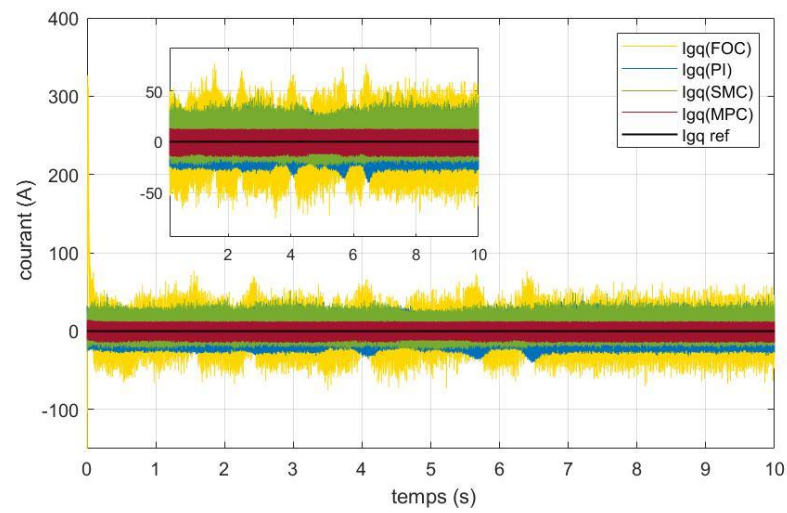 400
300
200
100
0
-100
courant (A)
50
0
-50
2 4 6 8 10
Igq(FOC)
Igq(PI)
Igq(SMC)
Igq(MPC)
Igq ref
0 1 2 3 4 5 6 7 8 9 10
temps (s)